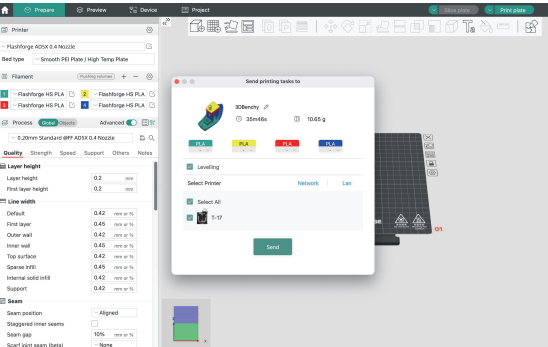 Prepare
Preview
Device
Project
Slice plate
Print plate
Printer
Flashforge AD5X 0.4 Nozzle
Bed type
Smooth PEI Plate / High Temp Plate
Filament
Flushing volumes
1 Flashforge HS PLA
2 Flashforge HS PLA
3 Flashforge HS PLA
4 Flashforge HS PLA
Process
Global
Objects
Advanced
0.20mm Standard @FF AD5X 0.4 Nozzle
Quality Strength Speed Support Others Notes
Layer height
Layer height 0.2 mm
First layer height 0.2 mm
Line width
Default 0.42 mm or %
First layer 0.45 mm or %
Outer wall 0.42 mm or %
Inner wall 0.45 mm or %
Top surface 0.42 mm or %
Sparse infill 0.45 mm or %
Internal solid infill 0.42 mm or %
Support 0.42 mm or %
Seam
Seam position Aligned
Staggered inner seams
Seam gap 10% mm or %
Scarf joint seam (beta) None
Send printing tasks to
3DBenchy
35m46s
10.65 g
PLA
PLA
PLA
PLA
Levelling
Select Printer
Network
Lan
Select All
T-17
Send
01